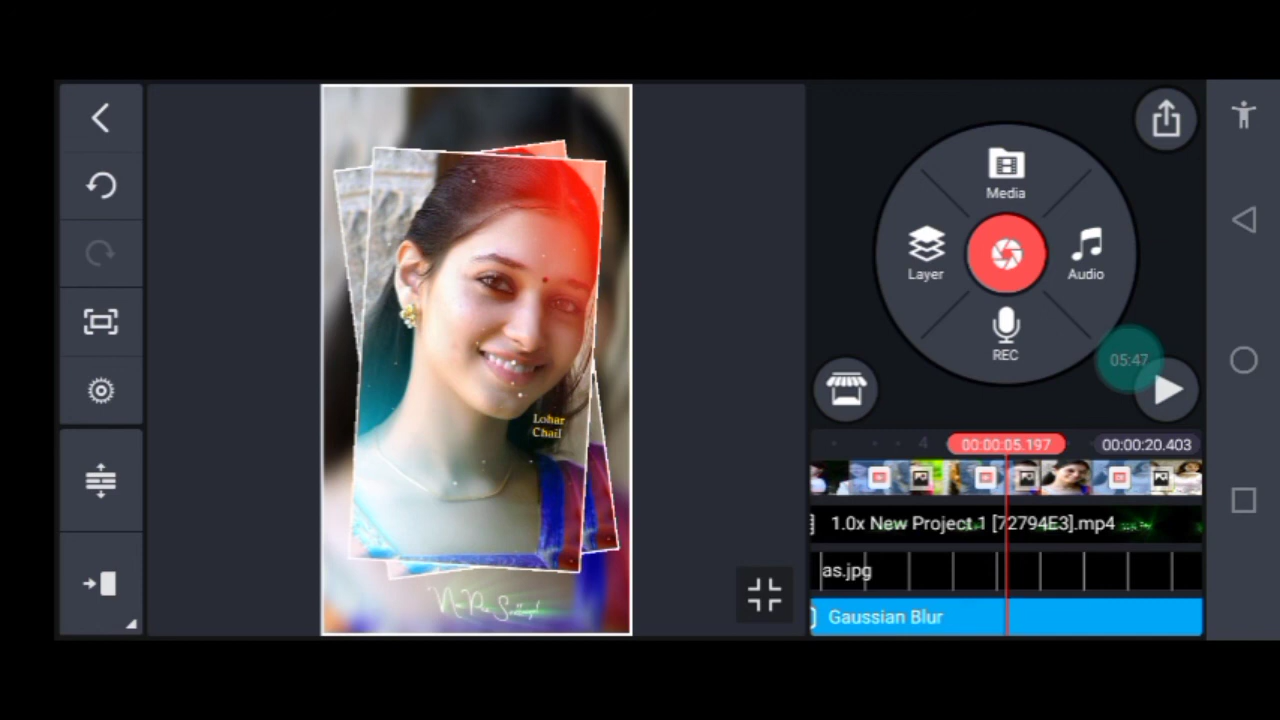 Media
Layer
Audio
REC
05:47
Lohar
Chail
4
00:00:05.197
00:00:20.403
1.0x New Project 1 [72794E3].mp4
as.jpg
Gaussian Blur